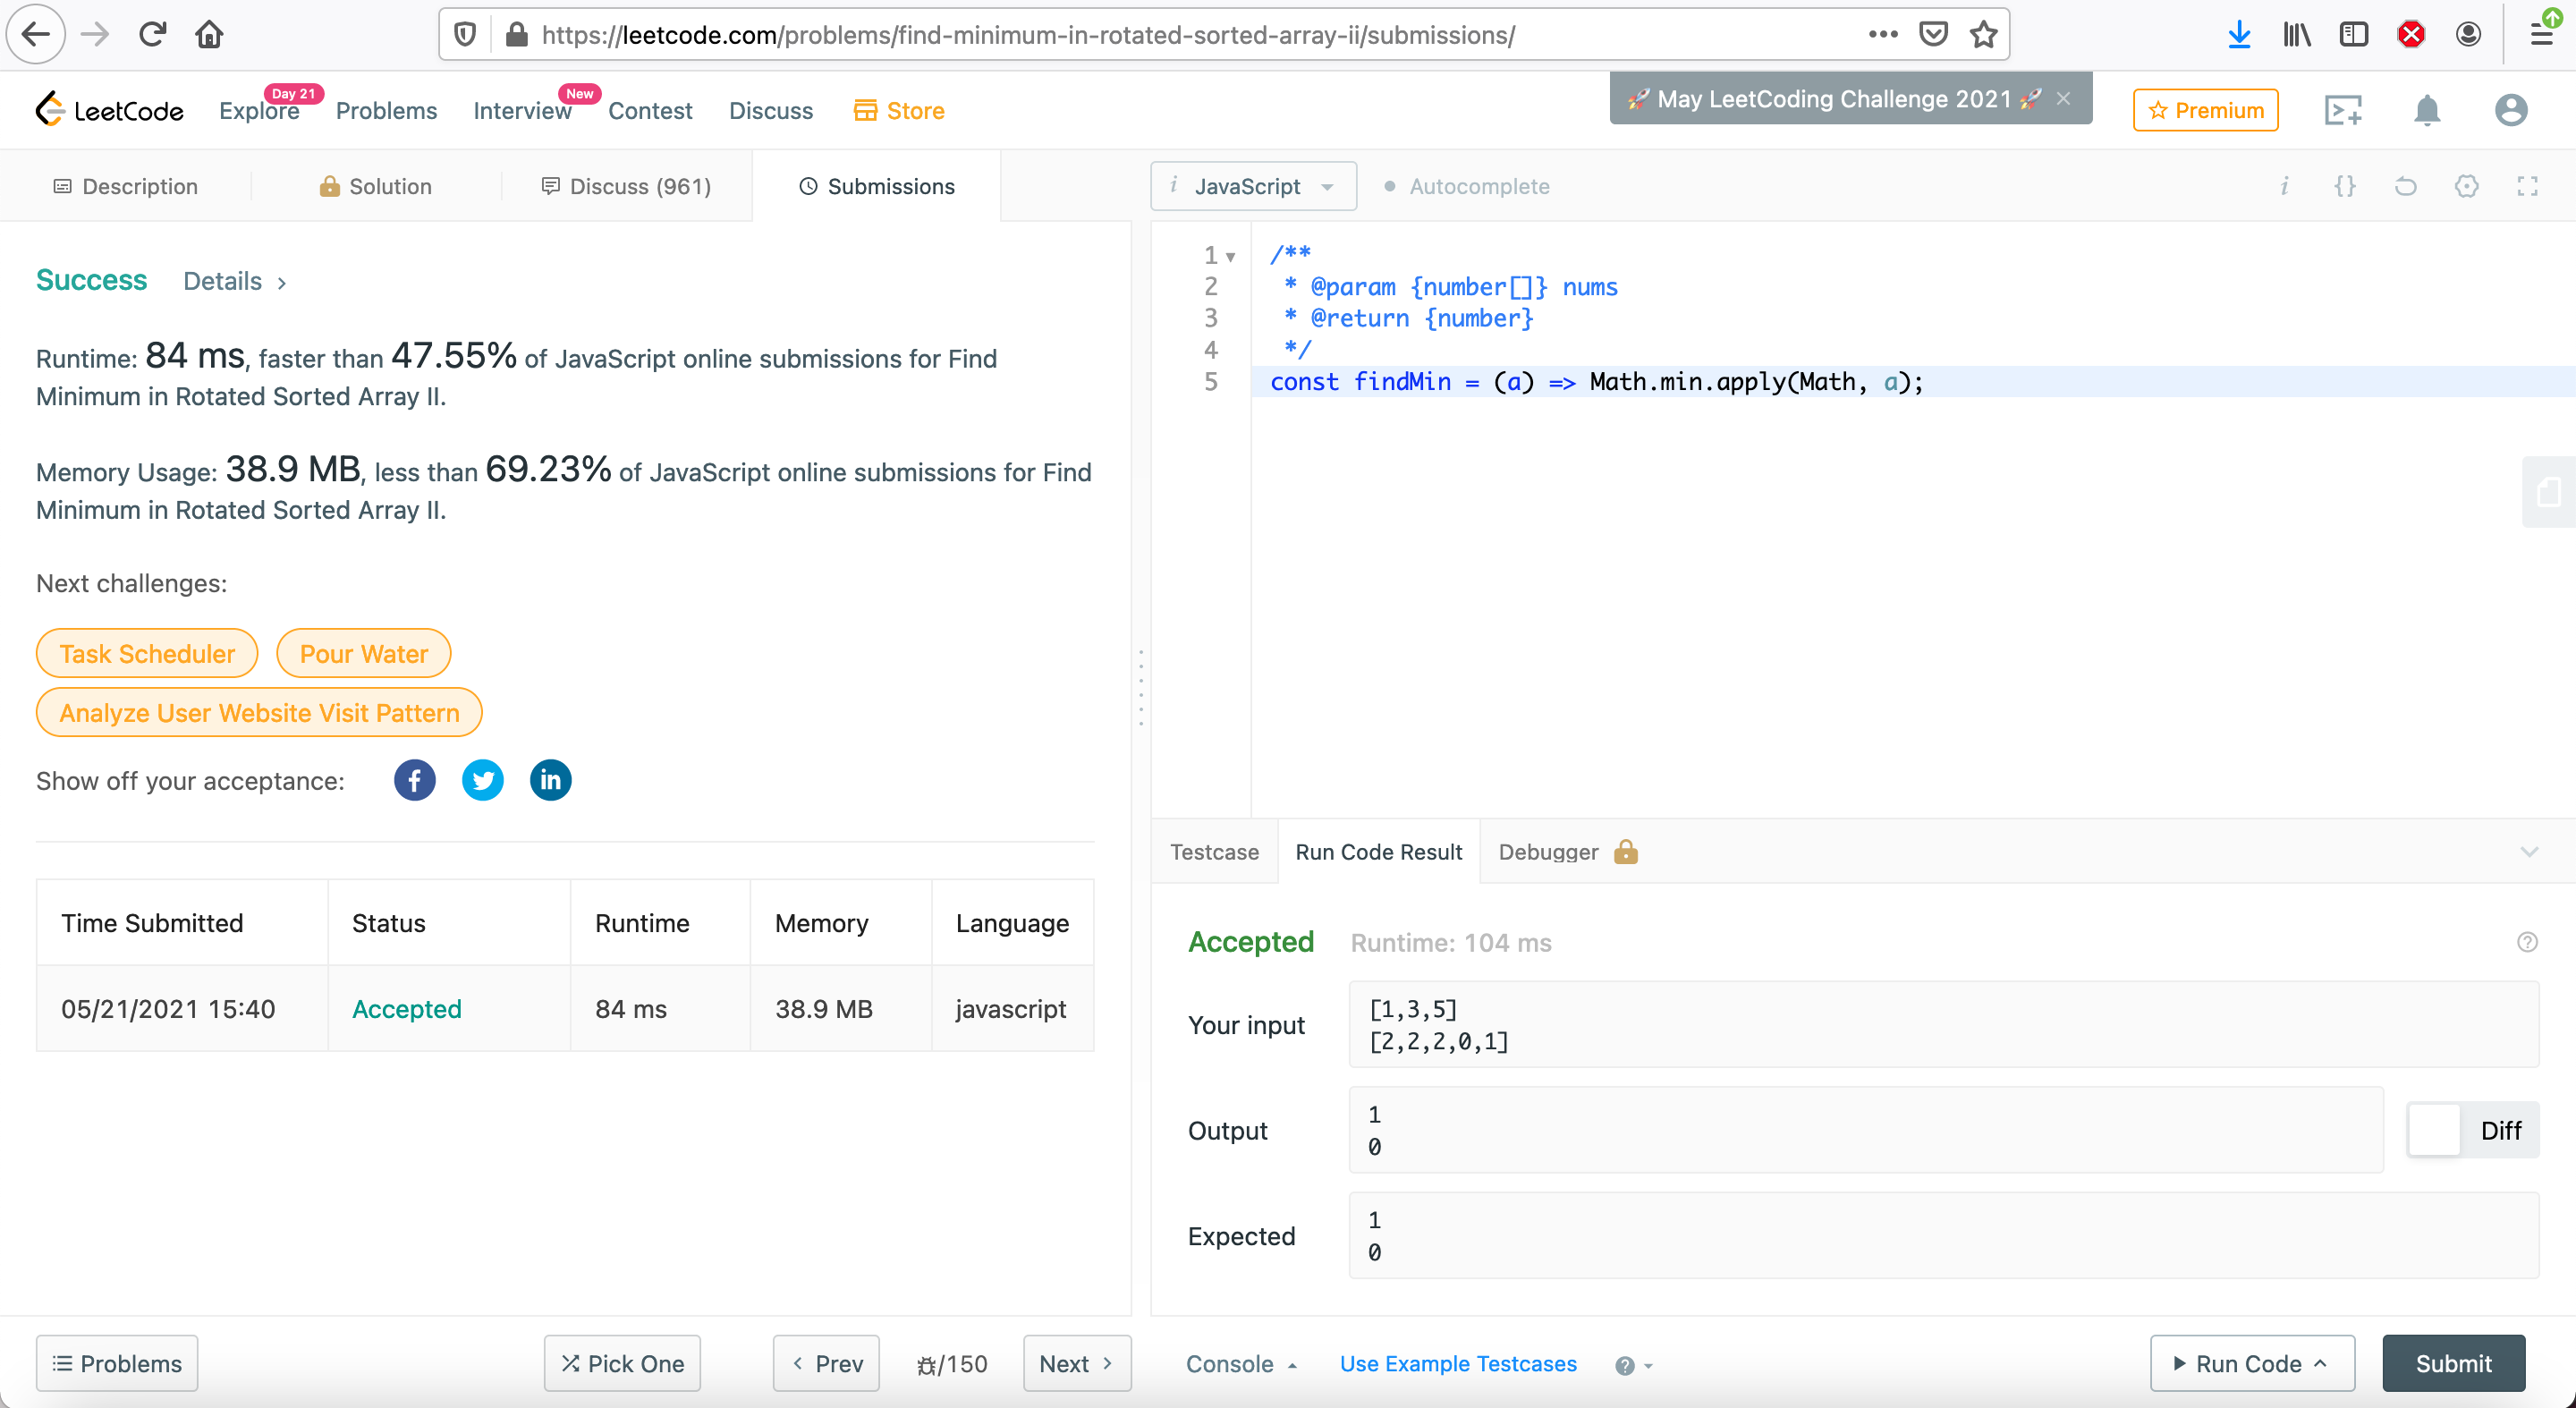 https://leetcode.com/problems/find-minimum-in-rotated-sorted-array-ii/submissions/
LeetCode
Explore
Day 21
Problems
Interview
New
Contest
Discuss
Store
🚀 May LeetCoding Challenge 2021 🚀
Premium
Description
Solution
Discuss (961)
Submissions
i JavaScript
Autocomplete
i
{}
Success
Details
Runtime: 84 ms, faster than 47.55% of JavaScript online submissions for Find
Minimum in Rotated Sorted Array II.
Memory Usage: 38.9 MB, less than 69.23% of JavaScript online submissions for Find
Minimum in Rotated Sorted Array II.
Next challenges:
Task Scheduler
Pour Water
Analyze User Website Visit Pattern
Show off your acceptance:
Time Submitted Status Runtime Memory Language
05/21/2021 15:40 Accepted 84 ms 38.9 MB javascript
1 /**
2 * @param {number[]} nums
3 * @return {number}
4 */
5 const findMin = (a) => Math.min.apply(Math, a);
Testcase
Run Code Result
Debugger
Accepted
Runtime: 104 ms
Your input
[1,3,5]
[2,2,2,0,1]
Output
1
0
Diff
Expected
1
0
Problems
Pick One
Prev
/150
Next
Console
Use Example Testcases
Run Code
Submit